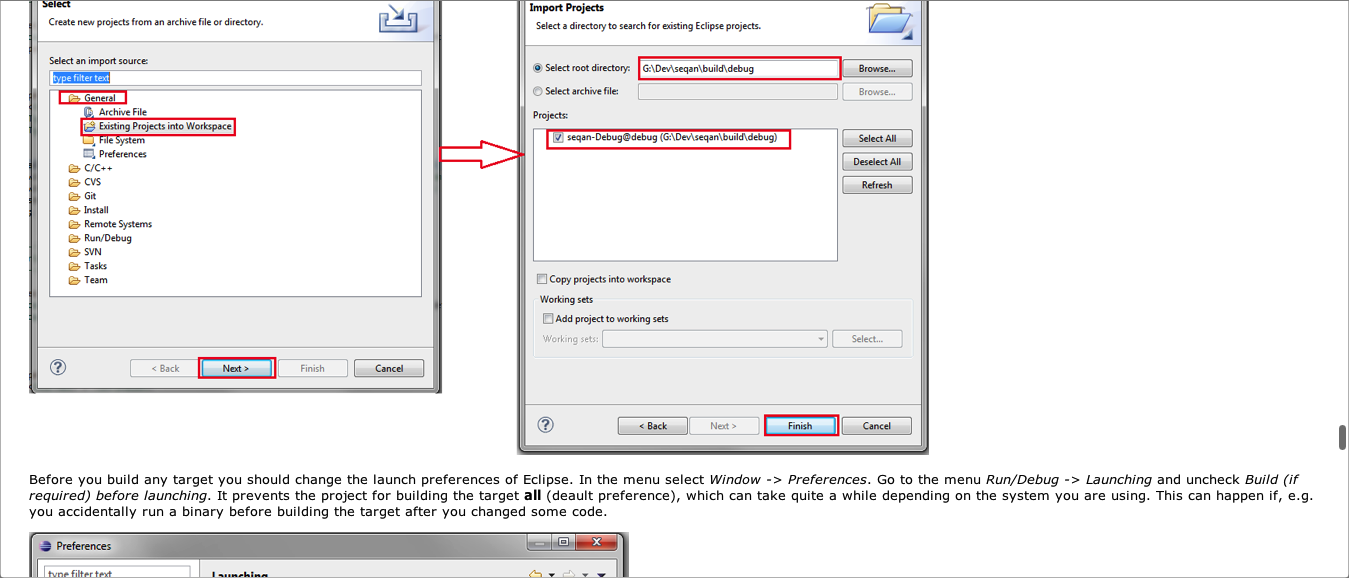 Select
Create new projects from an archive file or directory.
Select an import source:
type filter text
General
Archive File
Existing Projects into Workspace
File System
Preferences
C/C++
CVS
Git
Install
Remote Systems
Run/Debug
SVN
Tasks
Team
< Back
Next >
Finish
Cancel
Import Projects
Select a directory to search for existing Eclipse projects.
Select root directory:
G:\Dev\seqan\build\debug
Browse...
Select archive file:
Browse...
Projects:
seqan-Debug@debug (G:\Dev\seqan\build\debug)
Select All
Deselect All
Refresh
Copy projects into workspace
Working sets
Add project to working sets
Working sets:
Select...
< Back
Next >
Finish
Cancel
Before you build any target you should change the launch preferences of Eclipse. In the menu select Window -> Preferences. Go to the menu Run/Debug -> Launching and uncheck Build (if
required) before launching. It prevents the project for building the target all (deault preference), which can take quite a while depending on the system you are using. This can happen if, e.g.
you accidentally run a binary before building the target after you changed some code.
Preferences
type filter text
Launching